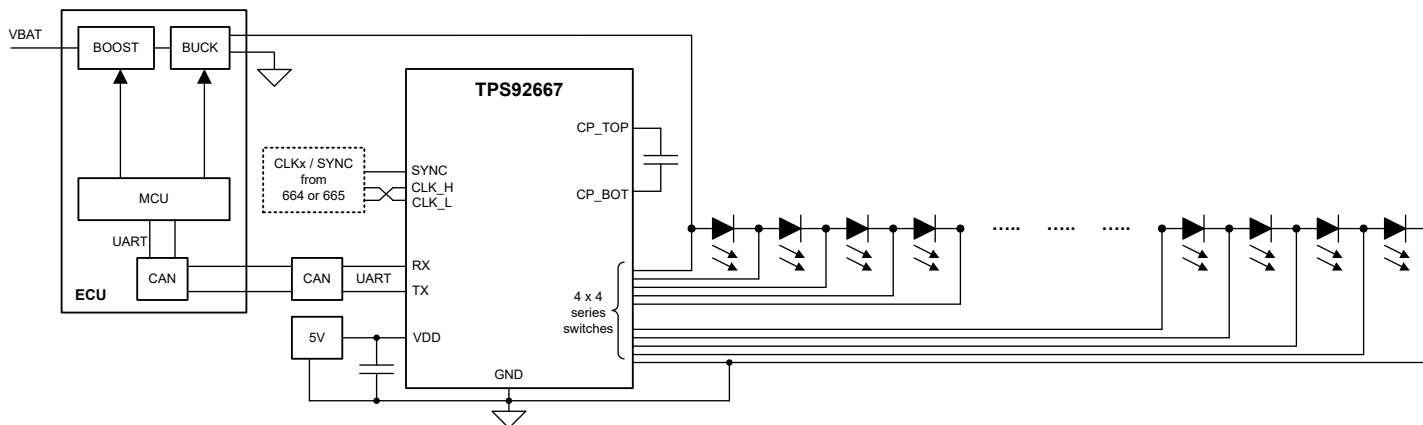 VBAT
BOOST
BUCK
TPS92667
CP_TOP
CLKx / SYNC
from
664 or 665
SYNC
CLK_H
CLK_L
MCU
CP_BOT
UART
..... ..... .....
CAN
CAN
UART
RX
TX
ECU
4 x 4
series
switches
5V
VDD
GND